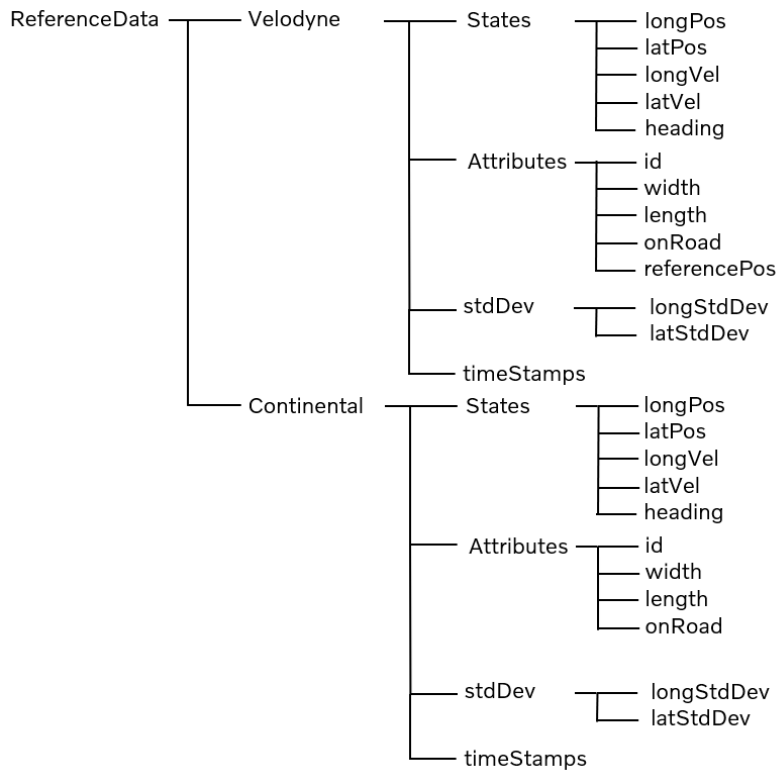 ReferenceData Velodyne States longPos
latPos
longVel
latVel
heading
Attributes id
width
length
onRoad
referencePos
stdDev longStdDev
latStdDev
timeStamps
Continental States longPos
latPos
longVel
latVel
heading
Attributes id
width
length
onRoad
stdDev longStdDev
latStdDev
timeStamps